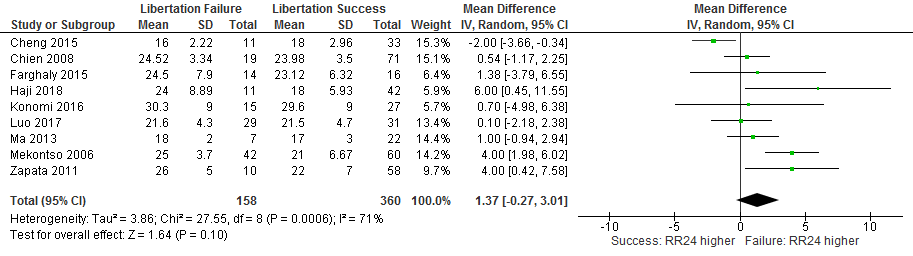 Libertation Failure Libertation Success Mean Difference Mean Difference
Study or Subgroup Mean SD Total Mean SD Total Weight IV, Random, 95% CI IV, Random, 95% CI
Cheng 2015 16 2.22 11 18 2.96 33 15.3% -2.00 [-3.66, -0.34]
Chien 2008 24.52 3.34 19 23.98 3.5 71 15.1% 0.54 [-1.17, 2.25]
Farghaly 2015 24.5 7.9 14 23.12 6.32 16 7.1% 1.38 [-3.79, 6.55]
Haji 2018 24 8.89 11 18 5.93 42 6.4% 6.00 [0.45, 11.55]
Konomi 2016 30.3 9 15 29.6 9 27 6.3% 0.70 [-4.98, 6.38]
Luo 2017 21.6 4.3 29 21.5 4.7 31 13.5% 0.10 [-2.18, 2.38]
Ma 2013 18 2 7 17 3 22 14.5% 1.00 [-0.94, 2.94]
Mekontso 2006 25 3.7 42 21 6.67 60 14.2% 4.00 [1.98, 6.02]
Zapata 2011 26 5 10 22 7 58 9.7% 4.00 [0.42, 7.58]
Total (95% CI) 158 360 100.0% 1.37 [-0.27, 3.01]
Heterogeneity: Tau² = 3.86; Chi² = 27.55, df = 8 (P = 0.0006); I² = 71%
Test for overall effect: Z = 1.64 (P = 0.10)
-10 -5 0 5 10
Success: RR24 higher Failure: RR24 higher